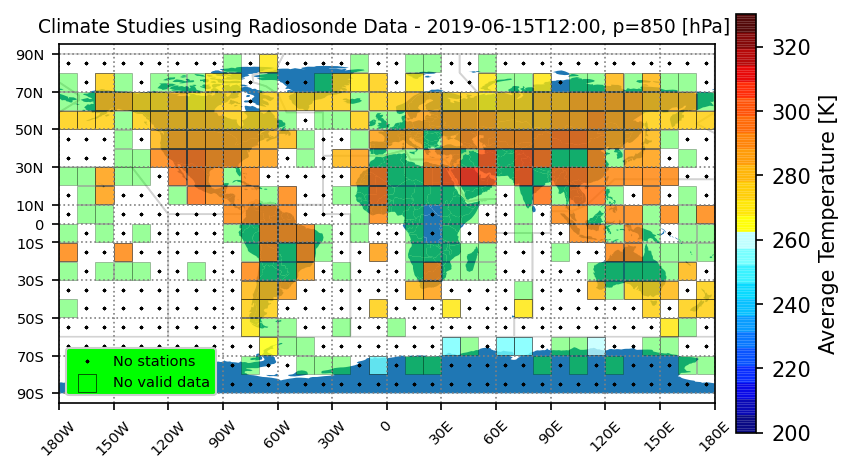 Climate Studies using Radiosonde Data - 2019-06-15T12:00, p=850 [hPa]
90N
70N
50N
30N
10N
0
10S
30S
50S
70S
90S
No stations
No valid data
180W 150W 120W 90W 60W 30W 0 30E 60E 90E 120E 150E 180E
320
300
280
260
240
220
200
Average Temperature [K]